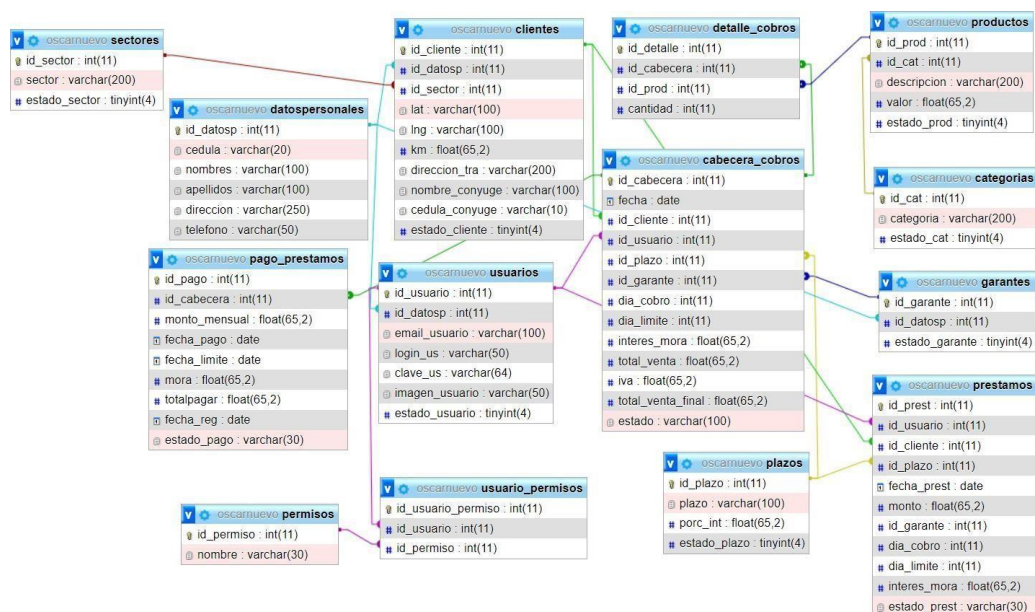 oscarnuevo sectores
id_sector : int(11)
sector : varchar(200)
estado_sector : tinyint(4)
oscarnuevo datospersonales
id_datosp : int(11)
cedula : varchar(20)
nombres : varchar(100)
apellidos : varchar(100)
direccion : varchar(250)
telefono : varchar(50)
oscarnuevo clientes
id_cliente : int(11)
id_datosp : int(11)
id_sector : int(11)
lat : varchar(100)
lng : varchar(100)
km : float(65,2)
direccion_tra : varchar(200)
nombre_conyuge : varchar(100)
cedula_conyuge : varchar(10)
estado_cliente : tinyint(4)
oscarnuevo detalle_cobros
id_detalle : int(11)
id_cabecera : int(11)
id_prod : int(11)
cantidad : int(11)
oscarnuevo productos
id_prod : int(11)
id_cat : int(11)
descripcion : varchar(200)
valor : float(65,2)
estado_prod : tinyint(4)
oscarnuevo cabecera_cobros
id_cabecera : int(11)
fecha : date
id_cliente : int(11)
id_usuario : int(11)
id_plazo : int(11)
id_garante : int(11)
dia_cobro : int(11)
dia_limite : int(11)
interes_mora : float(65,2)
total_venta : float(65,2)
iva : float(65,2)
total_venta_final : float(65,2)
estado : varchar(100)
oscarnuevo categorias
id_cat : int(11)
categoria : varchar(200)
estado_cat : tinyint(4)
oscarnuevo pago_prestamos
id_pago : int(11)
id_cabecera : int(11)
monto_mensual : float(65,2)
fecha_pago : date
fecha_limite : date
mora : float(65,2)
totalpagar : float(65,2)
fecha_reg : date
estado_pago : varchar(30)
oscarnuevo usuarios
id_usuario : int(11)
id_datosp : int(11)
email_usuario : varchar(100)
login_us : varchar(50)
clave_us : varchar(64)
imagen_usuario : varchar(50)
estado_usuario : tinyint(4)
oscarnuevo garantes
id_garante : int(11)
id_datosp : int(11)
estado_garante : tinyint(4)
oscarnuevo prestamos
id_prest : int(11)
id_usuario : int(11)
id_cliente : int(11)
id_plazo : int(11)
fecha_prest : date
monto : float(65,2)
id_garante : int(11)
dia_cobro : int(11)
dia_limite : int(11)
interes_mora : float(65,2)
estado_prest : varchar(30)
oscarnuevo plazos
id_plazo : int(11)
plazo : varchar(100)
porc_int : float(65,2)
estado_plazo : tinyint(4)
oscarnuevo usuario_permisos
id_usuario_permiso : int(11)
id_usuario : int(11)
id_permiso : int(11)
oscarnuevo permisos
id_permiso : int(11)
nombre : varchar(30)